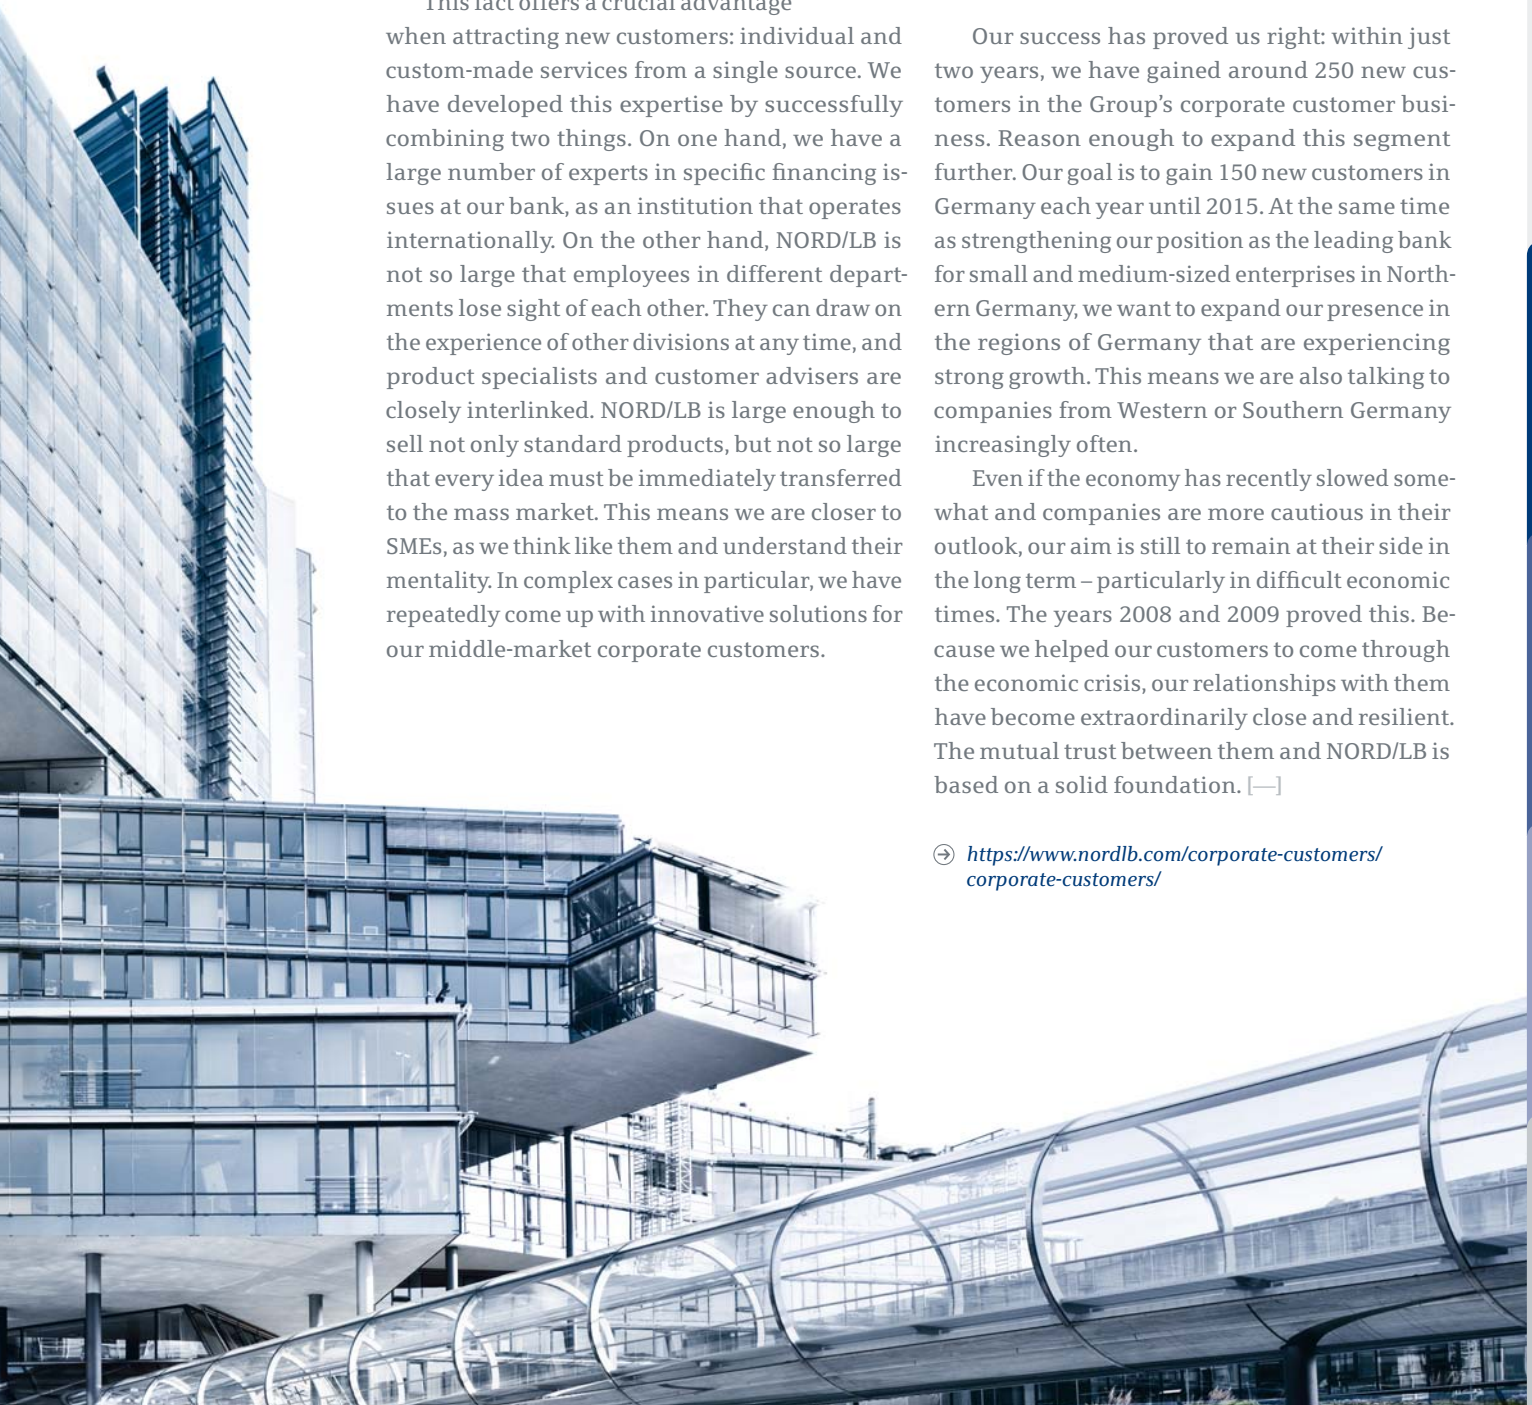 This fact offers a crucial advantage
when attracting new customers: individual and
custom-made services from a single source. We
have developed this expertise by successfully
combining two things. On one hand, we have a
large number of experts in specific financing is-
sues at our bank, as an institution that operates
internationally. On the other hand, NORD/LB is
not so large that employees in different depart-
ments lose sight of each other. They can draw on
the experience of other divisions at any time, and
product specialists and customer advisers are
closely interlinked. NORD/LB is large enough to
sell not only standard products, but not so large
that every idea must be immediately transferred
to the mass market. This means we are closer to
SMEs, as we think like them and understand their
mentality. In complex cases in particular, we have
repeatedly come up with innovative solutions for
our middle-market corporate customers.
Our success has proved us right: within just
two years, we have gained around 250 new cus-
tomers in the Group’s corporate customer busi-
ness. Reason enough to expand this segment
further. Our goal is to gain 150 new customers in
Germany each year until 2015. At the same time
as strengthening our position as the leading bank
for small and medium-sized enterprises in North-
ern Germany, we want to expand our presence in
the regions of Germany that are experiencing
strong growth. This means we are also talking to
companies from Western or Southern Germany
increasingly often.
Even if the economy has recently slowed some-
what and companies are more cautious in their
outlook, our aim is still to remain at their side in
the long term – particularly in difficult economic
times. The years 2008 and 2009 proved this. Be-
cause we helped our customers to come through
the economic crisis, our relationships with them
have become extraordinarily close and resilient.
The mutual trust between them and NORD/LB is
based on a solid foundation. [—]
https://www.nordlb.com/corporate-customers/
corporate-customers/